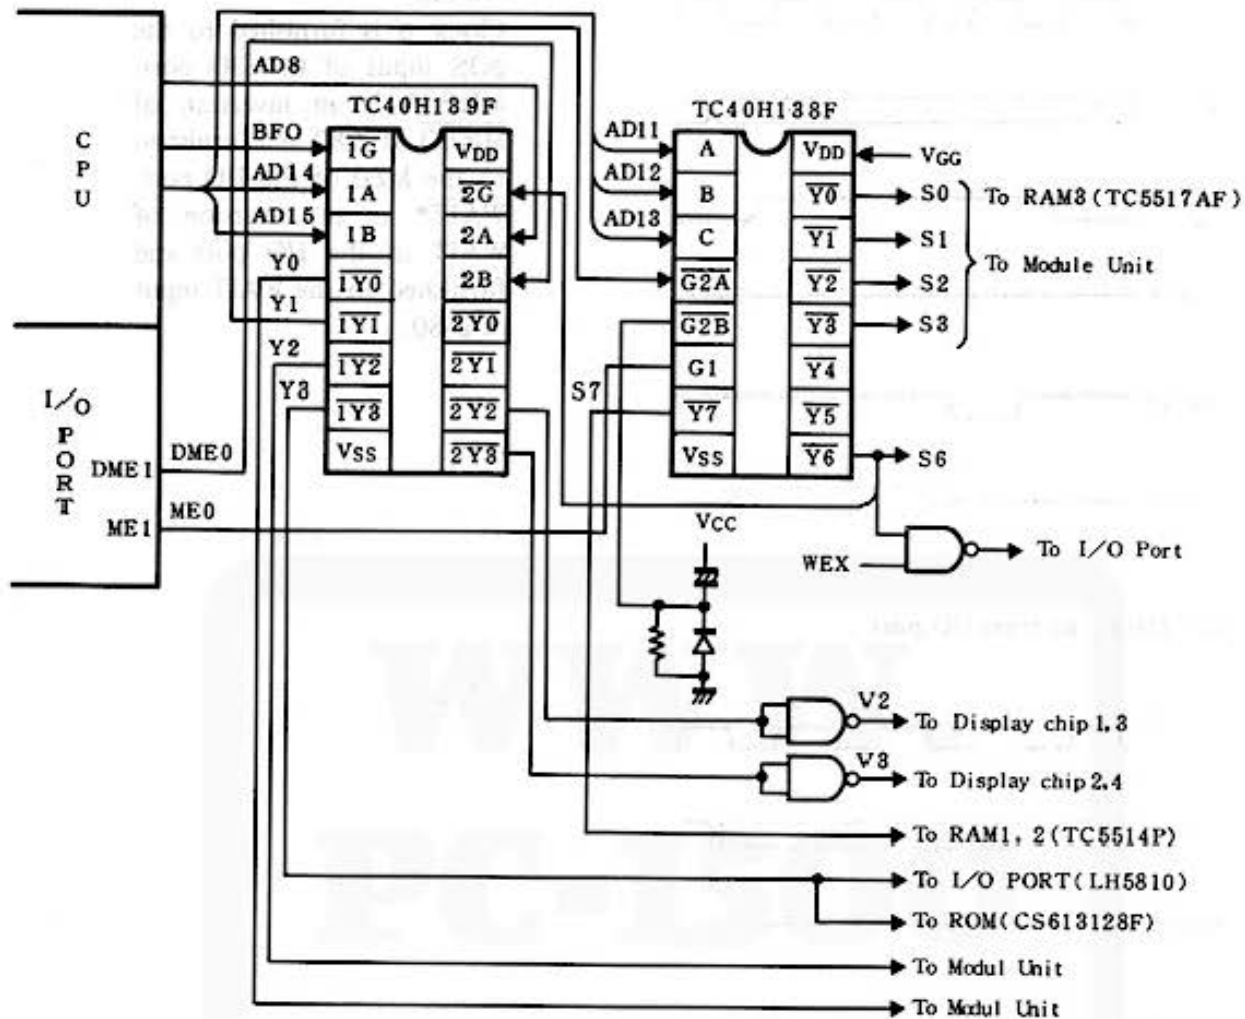 AD8
TC40H139F
TC40H138F
CPU
BFO
AD14
AD15
Y0
Y1
Y2
Y3
1G
1A
1B
1Y0
1Y1
1Y2
1Y3
VSS
VDD
2G
2A
2B
2Y0
2Y1
2Y2
2Y3
AD11
AD12
AD13
A
B
C
G2A
G2B
G1
Y7
VSS
VDD
Y0
Y1
Y2
Y3
Y4
Y5
Y6
VGG
S0
S1
S2
S3
To RAM3(TC5517AF)
To Module Unit
S7
S6
I/O PORT
DME1
DME0
ME1
ME0
VCC
WEX
To I/O Port
V2
To Display chip 1.3
V3
To Display chip 2.4
To RAM1, 2(TC5514P)
To I/O PORT(LH5810)
To ROM(CS613128F)
To Modul Unit
To Modul Unit